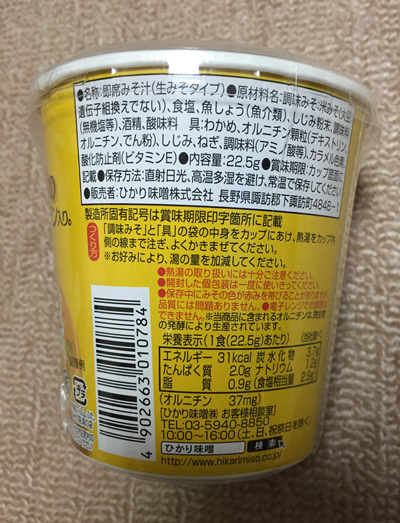 ●名称:即席みそ汁(生みそタイプ)●原材料名:調味みそ:米みそ(大豆
(遺伝子組換えでない)、食塩、魚しょう(魚介類)、しじみ粉末、調味料
(無機塩等)、酒精、酸味料 具:わかめ、オルニチン顆粒(デキストリン、
オルニチン、でん粉)、しじみ、ねぎ、調味料(アミノ酸等)、カラメル色素、
酸化防止剤(ビタミンE) ●内容量:22.5g ●賞味期限:カップ底面に
記載 ●保存方法:直射日光、高温多湿を避け、常温で保存してください
●販売者:ひかり味噌株式会社 長野県諏訪郡下諏訪町4848-
製造所固有記号は賞味期限印字箇所に記載
つくり方
「調味みそ」と「具」の袋の中身をカップにあけ、熱湯をカップ内
側の線まで注ぎ、よくかきまぜてください。
※お好みにより、湯の量を加減してください。
●熱湯の取り扱いには十分ご注意ください。
●開封した個包装は一度に使いきってください。
●保存中にみその色が赤みを帯びることがありますが
品質には問題ありません。●電子レンジでの調理は
できません。※当商品に含まれるオルニチンは、微生物
の発酵により生産されています。
栄養表示(1食(22.5g)あたり)
エネルギー 31kcal 炭水化物 3.7g
たんぱく質 2.0g ナトリウム
脂 質 0.9g (食塩相当量
(オルニチン 37mg)
[ひかり味噌㈱ お客様相談室]
TEL:03-5940-8850
10:00~16:00(土、日、祝日を除く)
ひかり味噌 検索
http://www.hikarimiso.co.jp
4 902663 010784